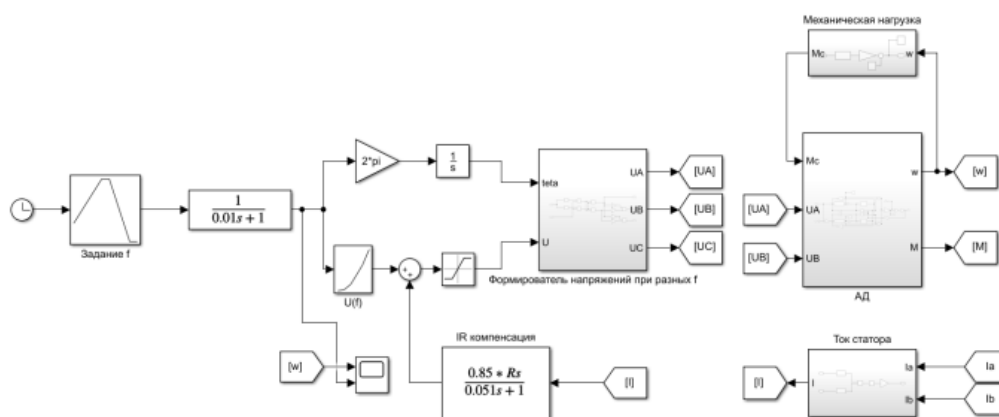 Механическая нагрузка
Mc
w
2*pi
1
s
teta
U
UA
UB
UC
[UA]
[UB]
[UC]
Формирователь напряжений при разных f
Mc
UA
UB
w
M
[UA]
[UB]
[w]
[M]
АД
Задание f
1
0.01s + 1
U(f)
+
+
IR компенсация
0.85 * Rs
0.051s + 1
[w]
[I]
Ток статора
[I]
I
Ia
Ib
Ia
Ib